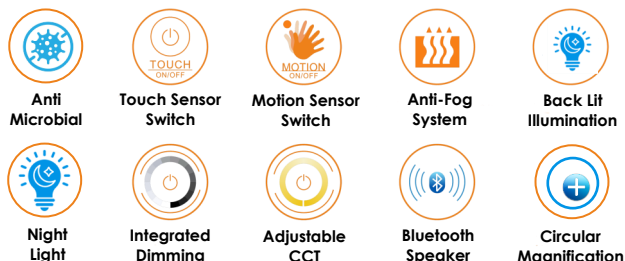 TOUCH
ON/OFF
MOTION
ON/OFF
Anti
Microbial
Touch Sensor
Switch
Motion Sensor
Switch
Anti-Fog
System
Back Lit
Illumination
Night
Light
Integrated
Dimming
Adjustable
CCT
Bluetooth
Speaker
Circular
Magnification